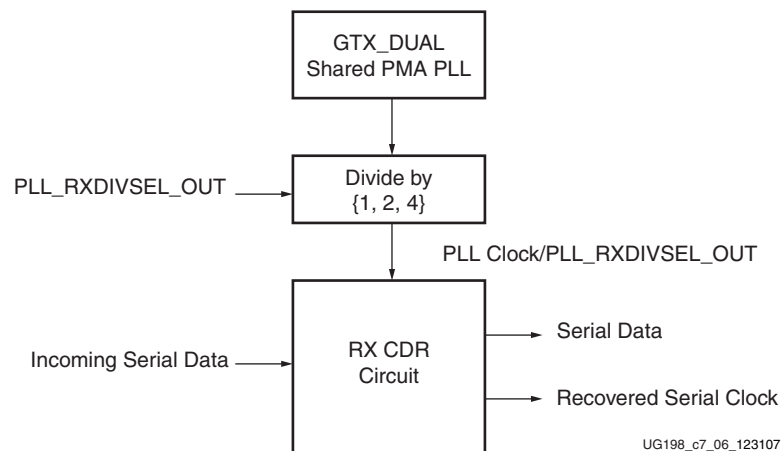 GTX_DUAL
Shared PMA PLL
PLL_RXDIVSEL_OUT
Divide by
{1, 2, 4}
PLL Clock/PLL_RXDIVSEL_OUT
Incoming Serial Data
RX CDR
Circuit
Serial Data
Recovered Serial Clock
UG198_c7_06_123107